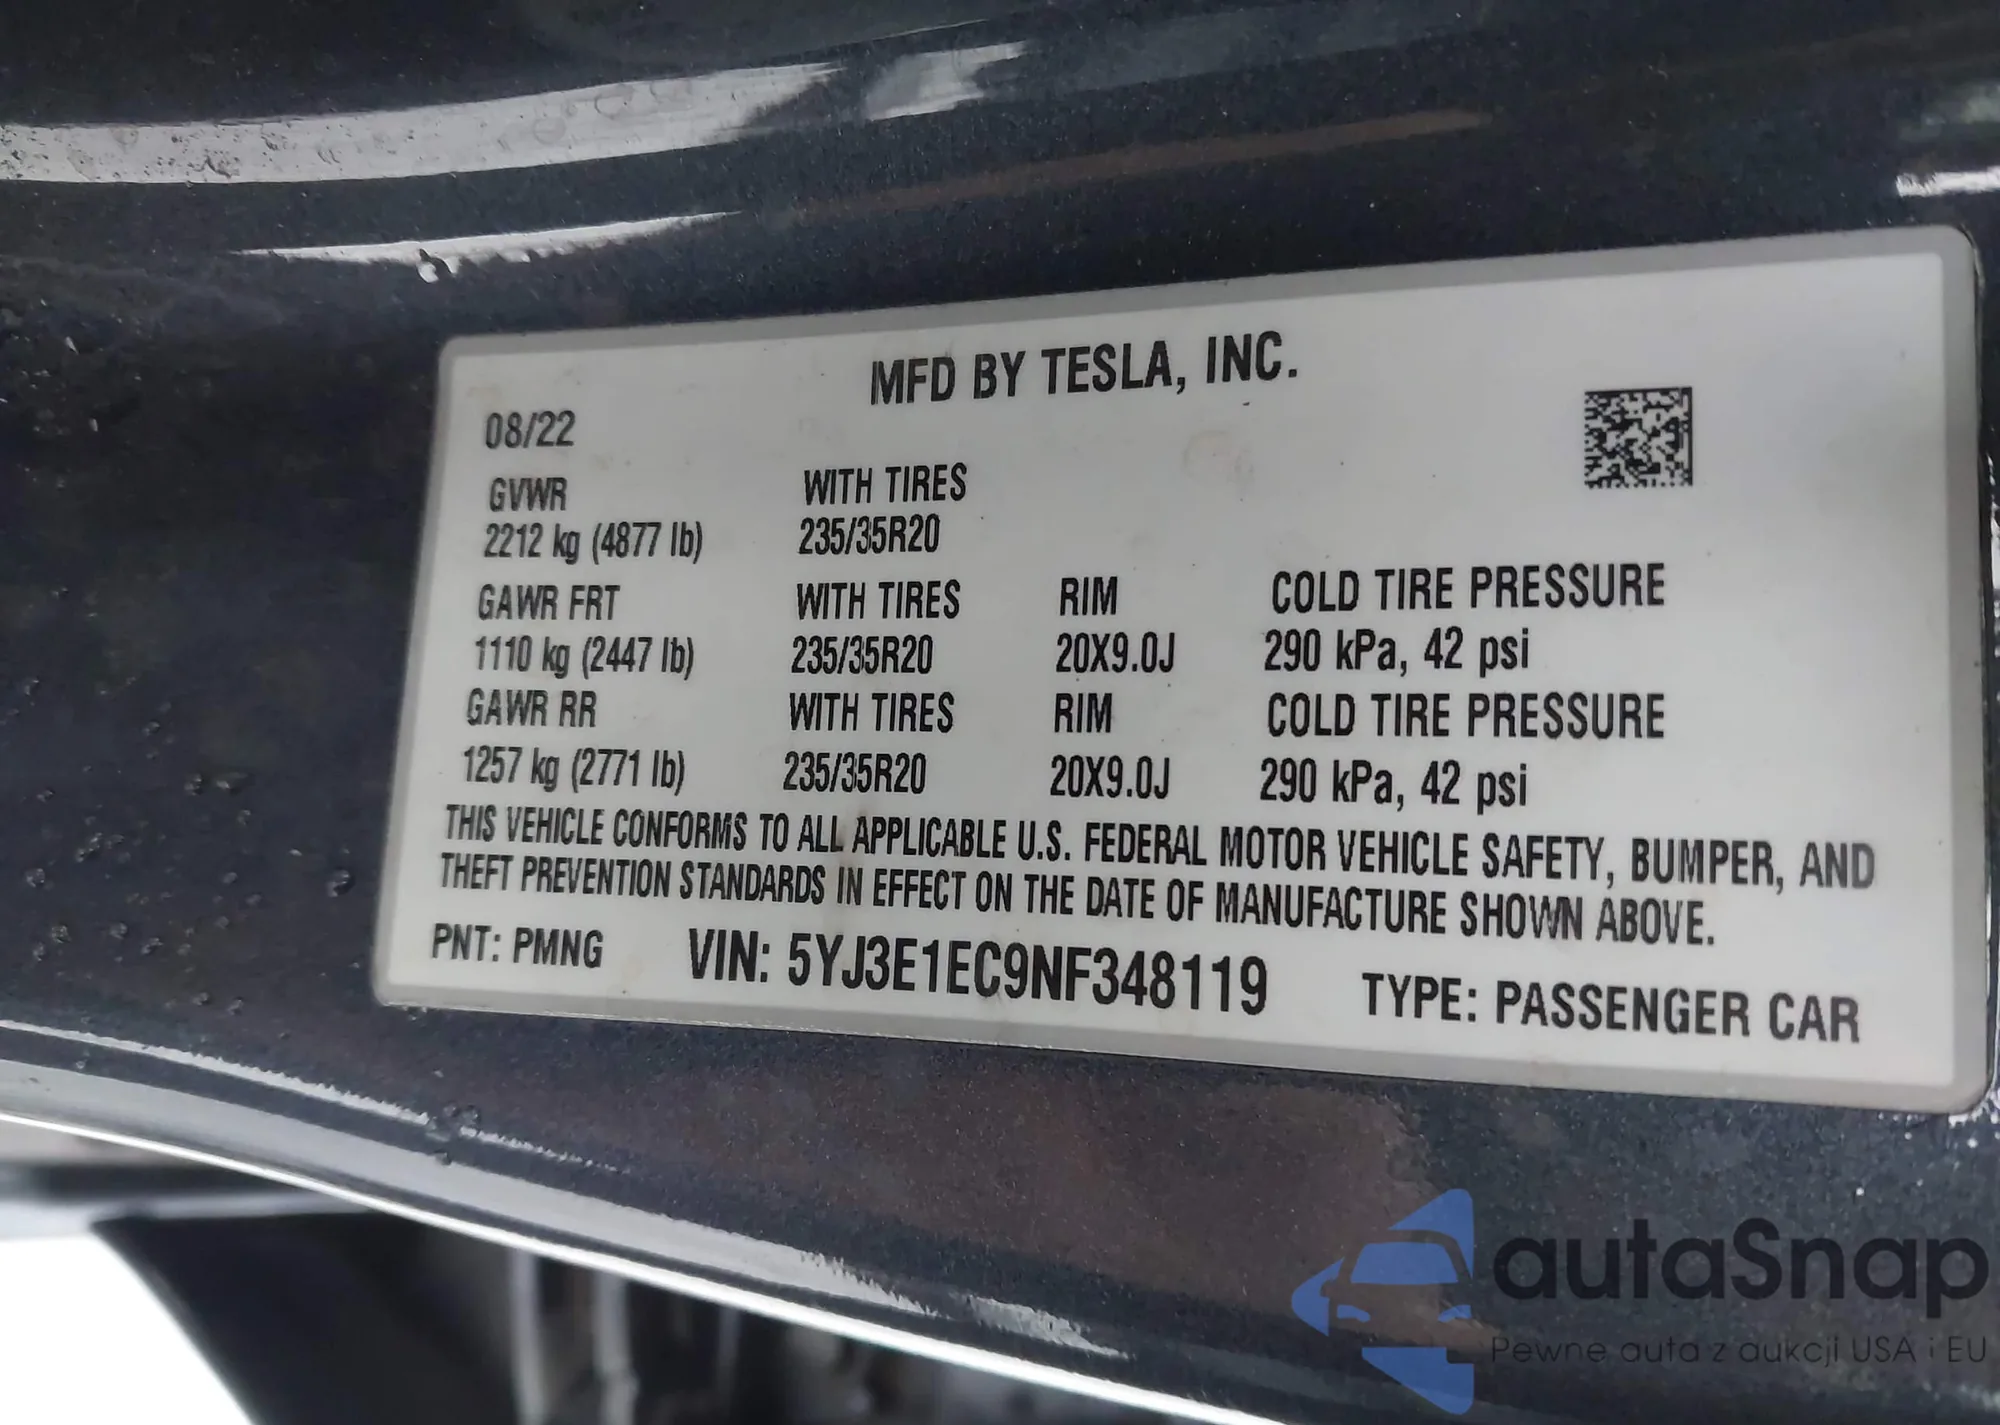 MFD BY TESLA, INC.
08/22
GVWR WITH TIRES
2212 kg (4877 lb) 235/35R20
GAWR FRT WITH TIRES RIM COLD TIRE PRESSURE
1110 kg (2447 lb) 235/35R20 20X9.0J 290 kPa, 42 psi
GAWR RR WITH TIRES RIM COLD TIRE PRESSURE
1257 kg (2771 lb) 235/35R20 20X9.0J 290 kPa, 42 psi
THIS VEHICLE CONFORMS TO ALL APPLICABLE U.S. FEDERAL MOTOR VEHICLE SAFETY, BUMPER, AND
THEFT PREVENTION STANDARDS IN EFFECT ON THE DATE OF MANUFACTURE SHOWN ABOVE.
PNT: PMNG VIN: 5YJ3E1EC9NF348119 TYPE: PASSENGER CAR
autaSnap
Pewne auta z aukcji USA i EU